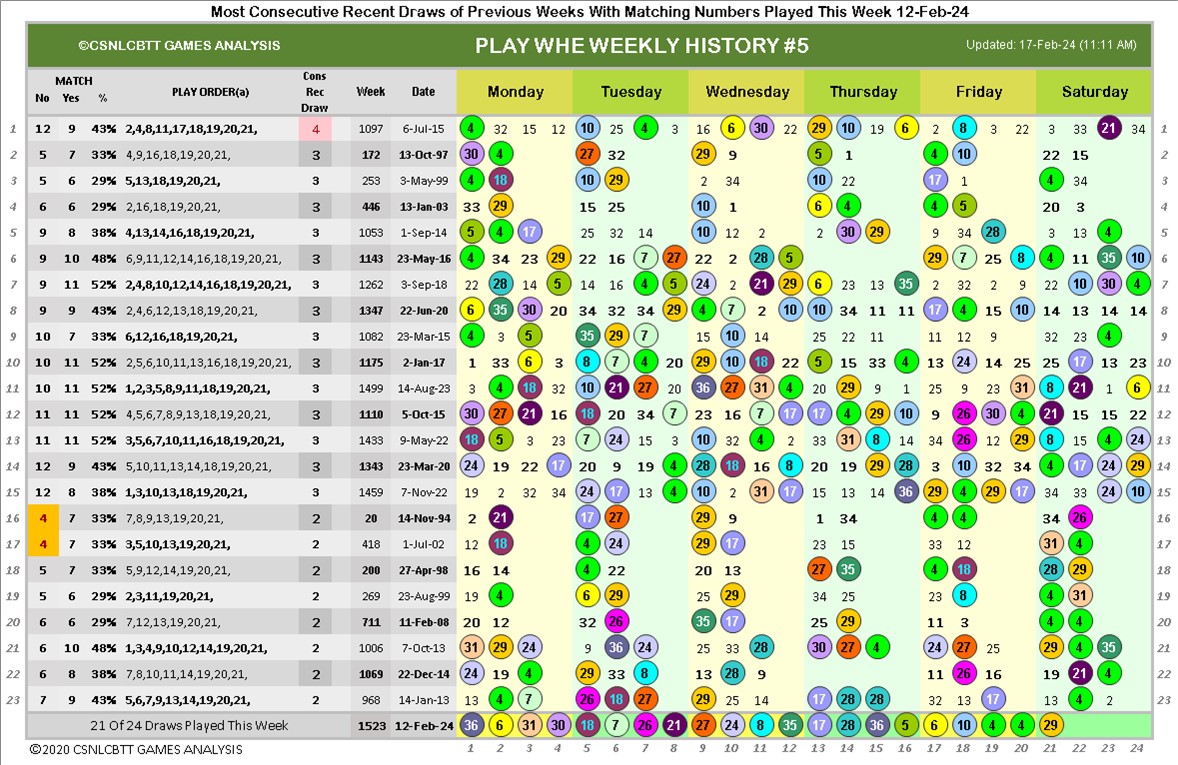 Most Consecutive Recent Draws of Previous Weeks With Matching Numbers Played This Week 12-Feb-24
©CSNLCBTT GAMES ANALYSIS PLAY WHE WEEKLY HISTORY #5 Updated: 17-Feb-24 (11:11 AM)
No MATCH Yes % PLAY ORDER(a) Cons Rec Draw Week Date Monday Tuesday Wednesday Thursday Friday Saturday
1 12 9 43% 2,4,8,11,17,18,19,20,21, 4 1097 6-Jul-15 4 32 15 12 10 25 4 3 16 6 30 22 29 10 19 6 2 8 3 22 3 33 21 34 1
2 5 7 33% 4,9,16,18,19,20,21, 3 172 13-Oct-97 30 4 27 32 29 9 5 1 4 10 22 15 2
3 5 6 29% 5,13,18,19,20,21, 3 253 3-May-99 4 18 10 29 2 34 10 22 17 1 4 34 3
4 6 6 29% 2,16,18,19,20,21, 3 446 13-Jan-03 33 29 15 25 10 1 6 4 4 5 20 3 4
5 9 8 38% 4,13,14,16,18,19,20,21, 3 1053 1-Sep-14 5 4 17 25 32 14 10 12 2 2 30 29 9 34 28 3 13 4 5
6 9 10 48% 6,9,11,12,14,16,18,19,20,21, 3 1143 23-May-16 4 34 23 29 22 16 7 27 22 2 28 5 29 7 25 8 4 11 35 10 6
7 9 11 52% 2,4,8,10,12,14,16,18,19,20,21, 3 1262 3-Sep-18 22 28 14 5 14 16 4 5 24 2 21 29 6 23 13 35 2 32 2 9 22 10 30 4 7
8 9 9 43% 2,4,6,12,13,18,19,20,21, 3 1347 22-Jun-20 6 35 30 20 34 32 34 29 4 7 2 10 10 34 11 11 17 4 15 10 14 13 14 14 8
9 10 7 33% 6,12,16,18,19,20,21, 3 1082 23-Mar-15 4 3 5 35 29 7 15 10 14 25 22 11 11 12 9 32 23 4 9
10 10 11 52% 2,5,6,10,11,13,16,18,19,20,21, 3 1175 2-Jan-17 1 33 6 3 8 7 4 20 29 10 18 22 5 15 33 4 13 24 14 25 25 17 13 23 10
11 10 11 52% 1,2,3,5,8,9,11,18,19,20,21, 3 1499 14-Aug-23 3 4 18 32 10 21 27 20 36 27 31 4 20 29 9 1 25 9 23 31 8 21 1 6 11
12 11 11 52% 4,5,6,7,8,9,13,18,19,20,21, 3 1110 5-Oct-15 30 27 21 16 18 20 34 7 23 16 7 17 17 4 29 10 9 26 30 4 21 15 15 22 12
13 11 11 52% 3,5,6,7,10,11,16,18,19,20,21, 3 1433 9-May-22 18 5 3 23 7 24 15 3 10 32 4 2 33 31 8 14 34 26 12 29 8 15 4 24 13
14 12 9 43% 5,10,11,13,14,18,19,20,21, 3 1343 23-Mar-20 24 19 22 17 20 9 19 4 28 18 16 8 20 19 29 28 3 10 32 34 4 17 24 29 14
15 12 8 38% 1,3,10,13,18,19,20,21, 3 1459 7-Nov-22 19 2 32 34 24 17 13 4 10 2 31 17 15 13 14 36 29 4 29 17 34 33 24 10 15
16 4 7 33% 7,8,9,13,19,20,21, 2 20 14-Nov-94 2 21 17 27 29 9 1 34 4 4 34 26 16
17 4 7 33% 3,5,10,13,19,20,21, 2 418 1-Jul-02 12 18 4 24 29 17 23 15 33 12 31 4 17
18 5 7 33% 5,9,12,14,19,20,21, 2 200 27-Apr-98 16 14 4 22 20 13 27 35 4 18 28 29 18
19 5 6 29% 2,3,11,19,20,21, 2 269 23-Aug-99 19 4 6 29 25 29 34 25 23 8 4 31 19
20 6 6 29% 7,12,13,19,20,21, 2 711 11-Feb-08 20 12 32 26 35 17 25 29 11 3 4 4 20
21 6 10 48% 1,3,4,9,10,12,14,19,20,21, 2 1006 7-Oct-13 31 29 24 9 36 24 25 33 28 30 27 4 24 27 25 29 4 35 21
22 6 8 38% 7,8,10,11,14,19,20,21, 2 1069 22-Dec-14 24 19 4 29 33 8 13 28 9 11 26 22 19 21 4 22
23 7 9 43% 5,6,7,9,13,14,19,20,21, 2 966 14-Jan-13 13 4 7 26 18 27 29 25 14 17 28 28 32 13 17 34 4 2 23
21 Of 24 Draws Played This Week 1523 12-Feb-24 36 6 31 30 18 7 26 21 27 24 8 35 17 28 36 5 6 10 4 4 29
©2020 CSNLCBTT GAMES ANALYSIS 1 2 3 4 5 6 7 8 9 10 11 12 13 14 15 16 17 18 19 20 21 22 23 24